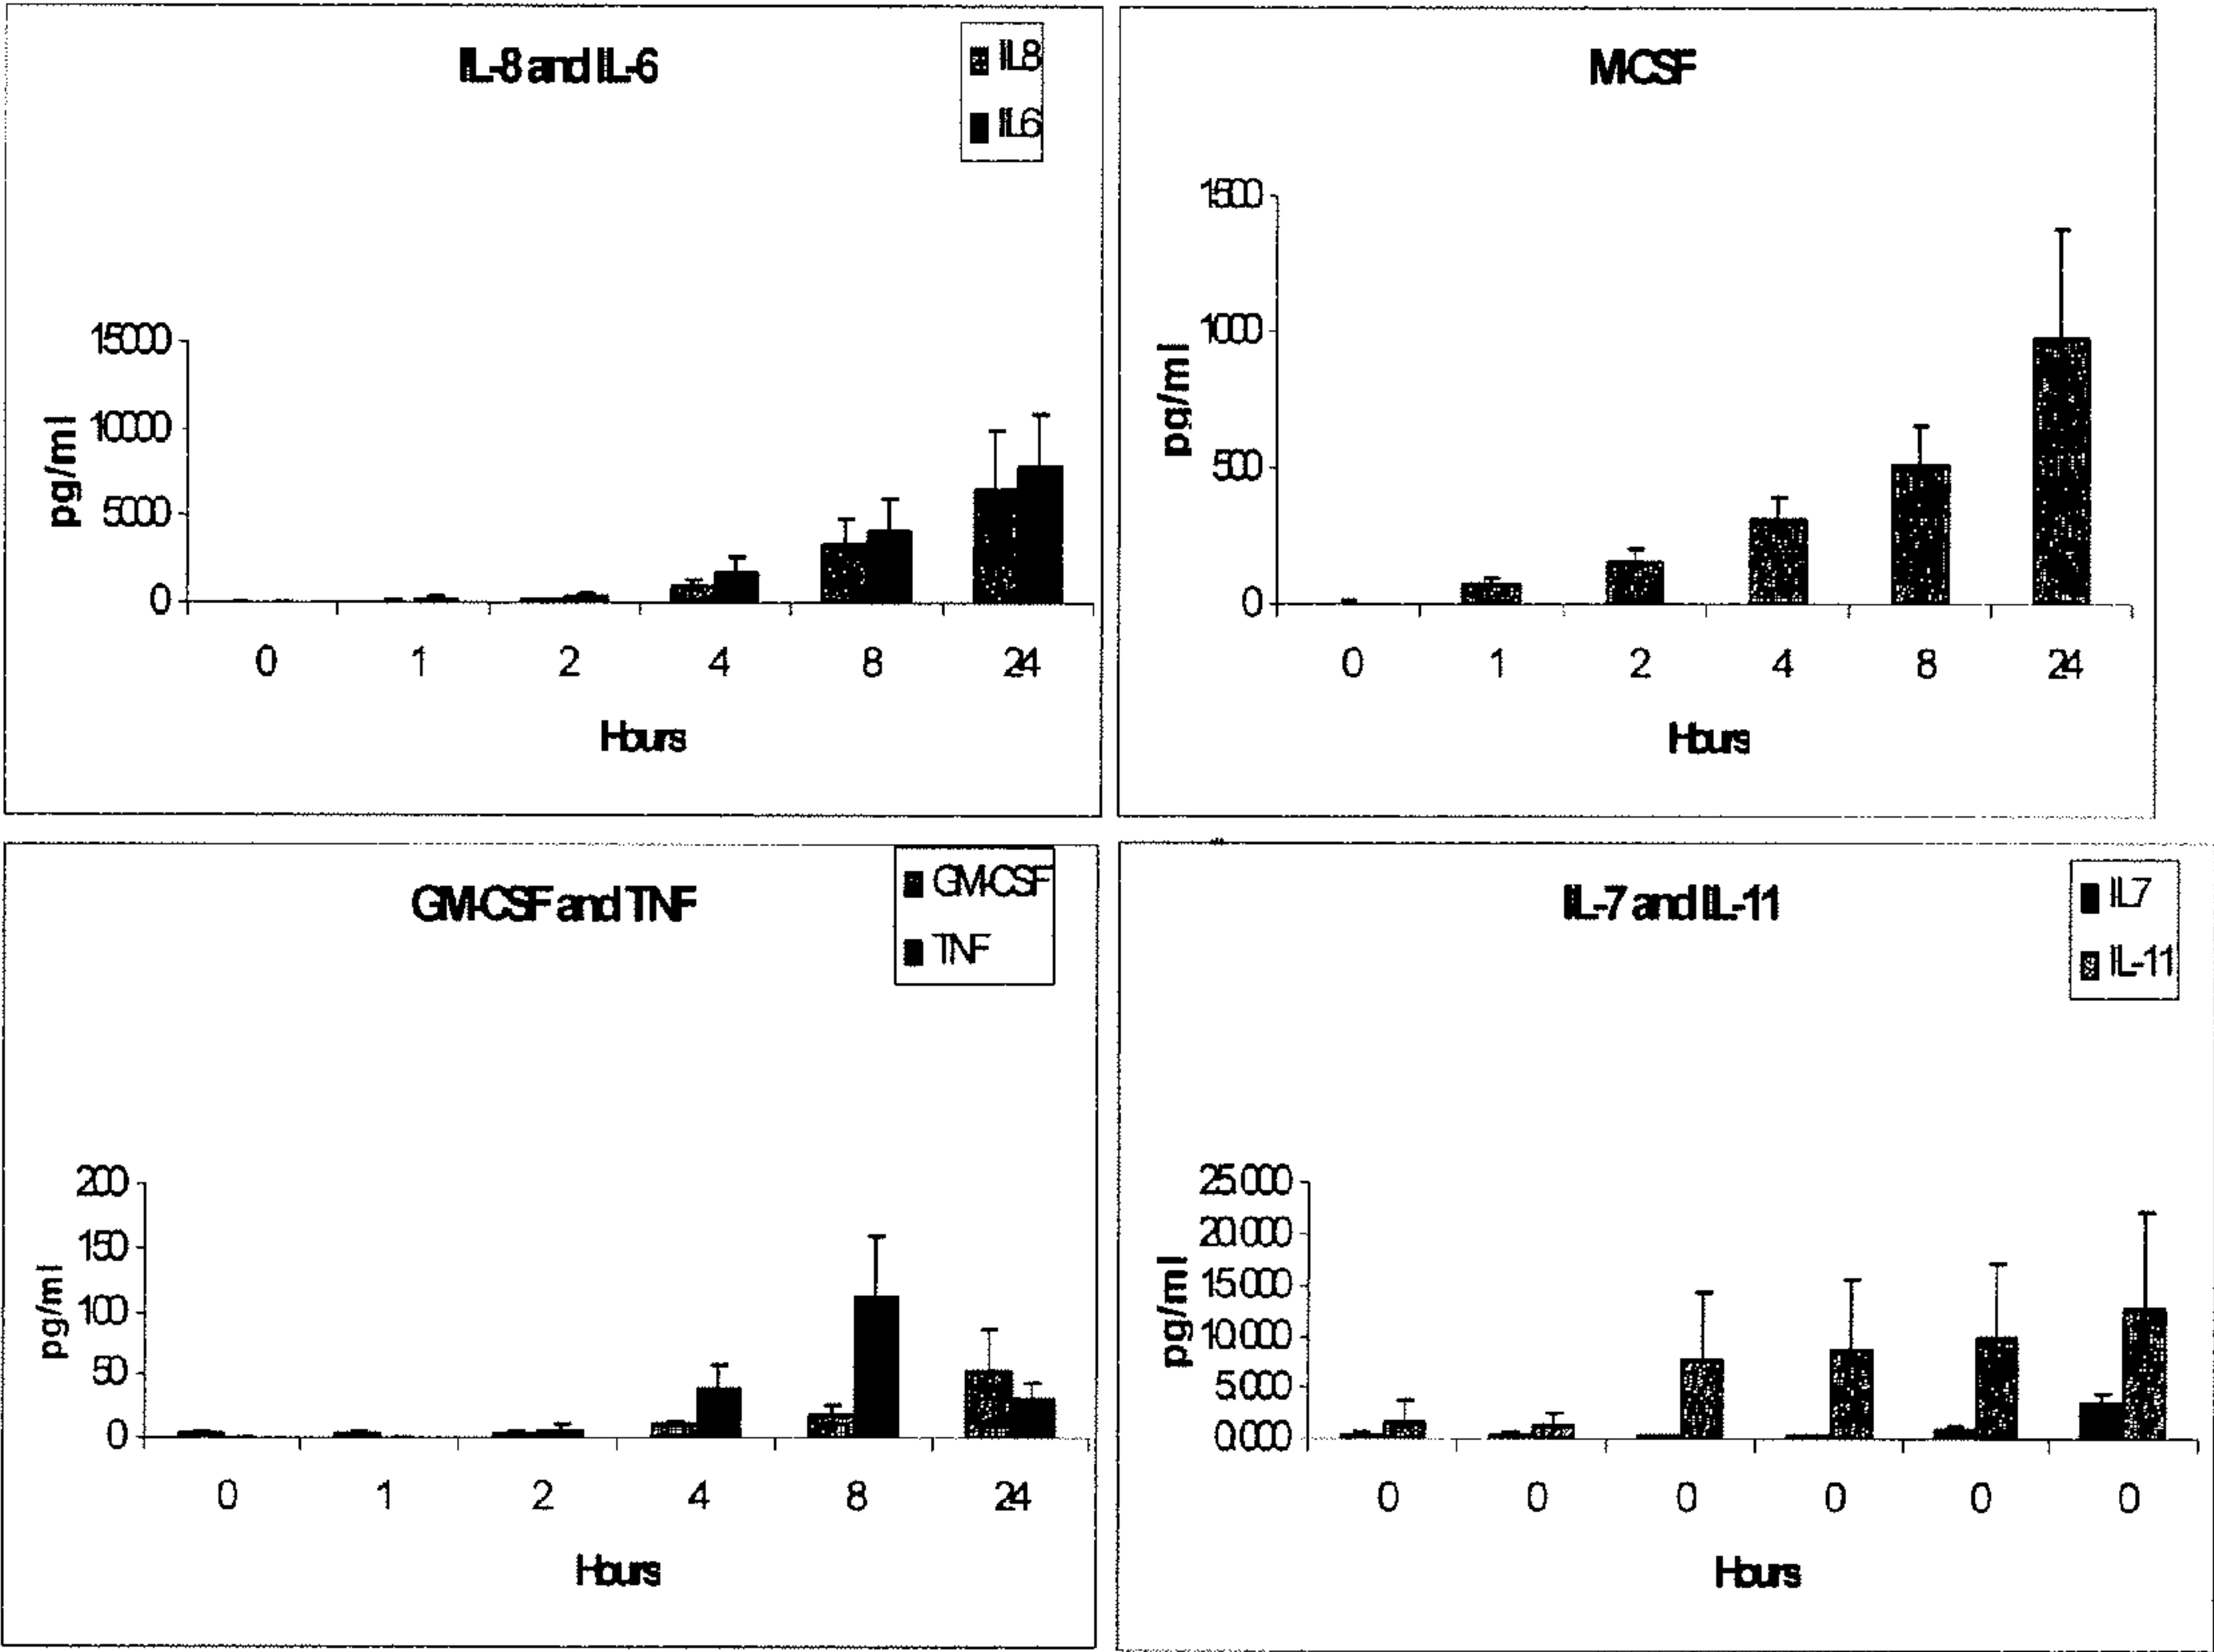 IL-8 and IL-6
IL8
IL6
15000
10000
5000
0
pg/ml
0 1 2 4 8 24
Hours
M-CSF
1500
1000
500
0
pg/ml
0 1 2 4 8 24
Hours
GM-CSF and TNF
GM-CSF
TNF
200
150
100
50
0
pg/ml
0 1 2 4 8 24
Hours
IL-7 and IL-11
IL7
IL-11
25.000
20.000
15.000
10.000
5.000
0.000
pg/ml
0 0 0 0 0 0
Hours